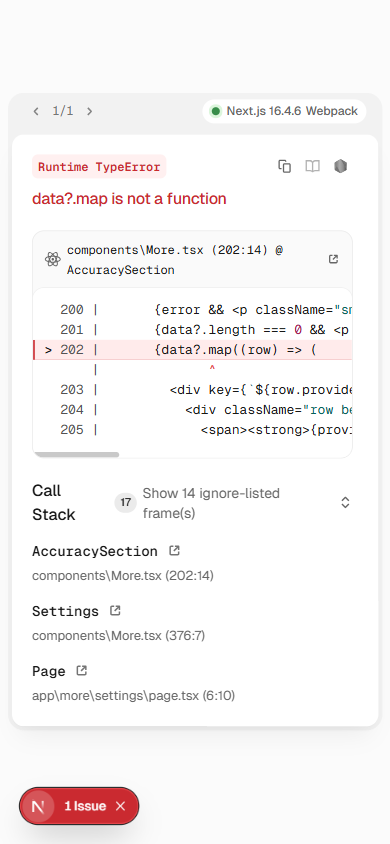 1/1
Next.js 16.4.6 Webpack
Runtime TypeError
data?.map is not a function
components\More.tsx (202:14) @
AccuracySection
200 | {error && <p className="sm
201 | {data?.length === 0 && <p
> 202 | {data?.map((row) => (
| ^
203 | <div key={`${row.provide
204 | <div className="row be
205 | <span><strong>{provi
Call
Stack
17
Show 14 ignore-listed
frame(s)
AccuracySection
components\More.tsx (202:14)
Settings
components\More.tsx (376:7)
Page
app\more\settings\page.tsx (6:10)
N
1 Issue